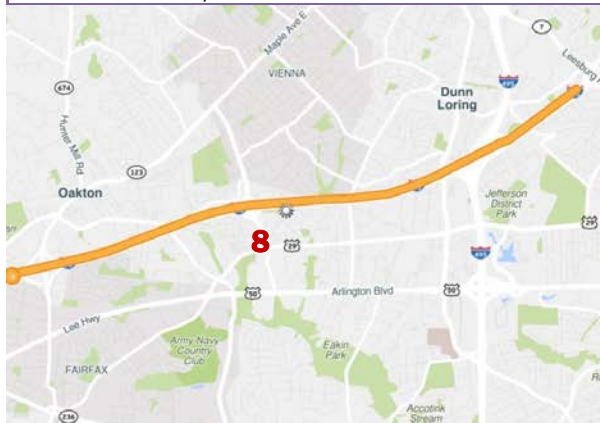 Maple Ave E
7
Leesburg
VIENNA
495
674
Dunn
Loring
Hunter Mill Rd
123
Oakton
Jefferson
District
Park
29
8
29
495
50
Arlington Blvd
50
Lee Hwy
Army Navy
Country
Club
Eakin
Park
FAIRFAX
236
Accotink
Stream